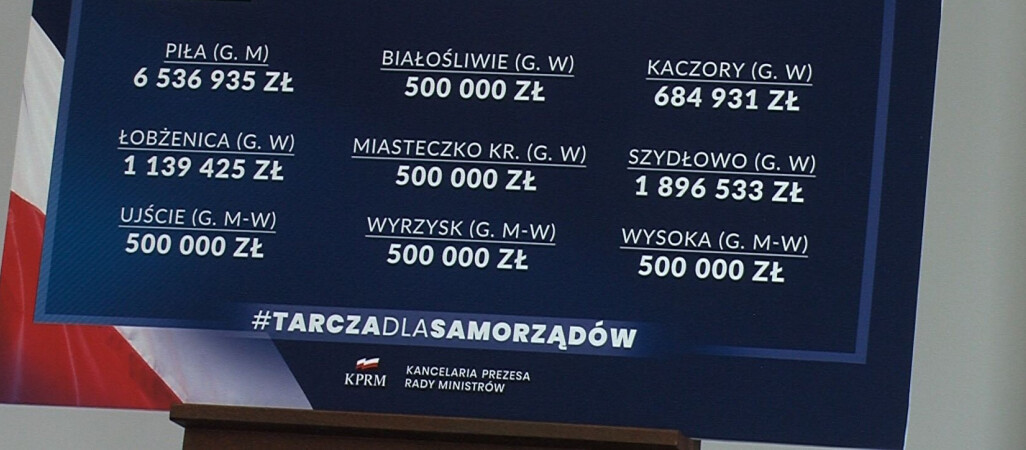 PIŁA (G. M)
6 536 935 ZŁ
BIAŁOŚLIWIE (G. W)
500 000 ZŁ
KACZORY (G. W)
684 931 ZŁ
ŁOBŻENICA (G. W)
1 139 425 ZŁ
MIASTECZKO KR. (G. W)
500 000 ZŁ
SZYDŁOWO (G. W)
1 896 533 ZŁ
UJŚCIE (G. M-W)
500 000 ZŁ
WYRZYSK (G. M-W)
500 000 ZŁ
WYSOKA (G. M-W)
500 000 ZŁ
#TARCZADLASAMORZĄDÓW
KPRM
KANCELARIA PREZESA
RADY MINISTRÓW